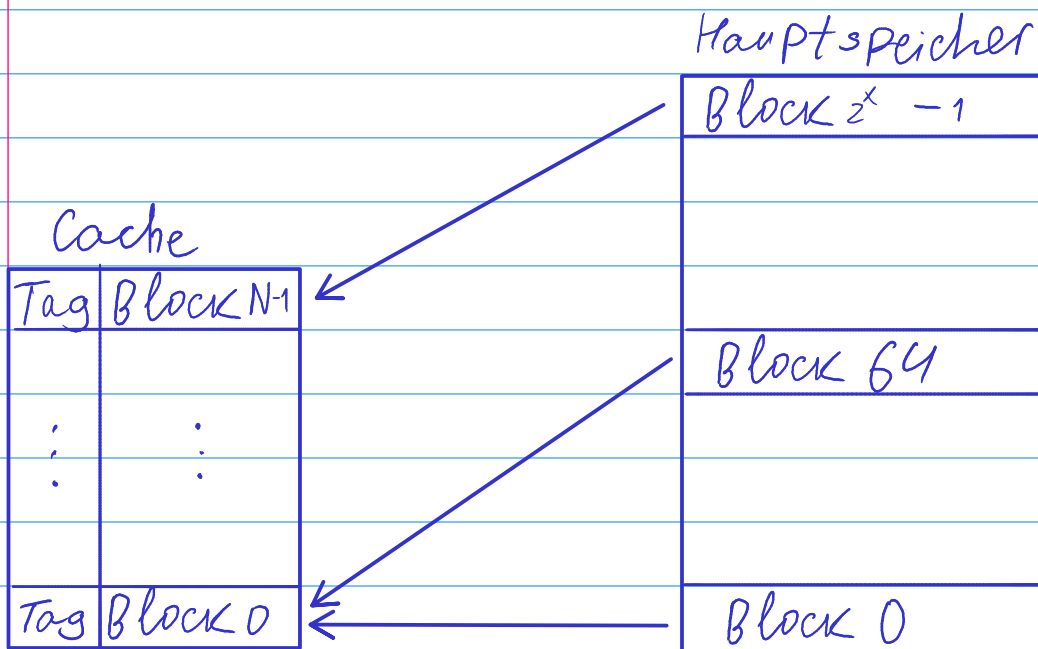 Hauptspeicher
Block 2^x - 1
Cache
Tag Block N-1
Block 64
⋮ ⋮
Tag Block 0
Block 0